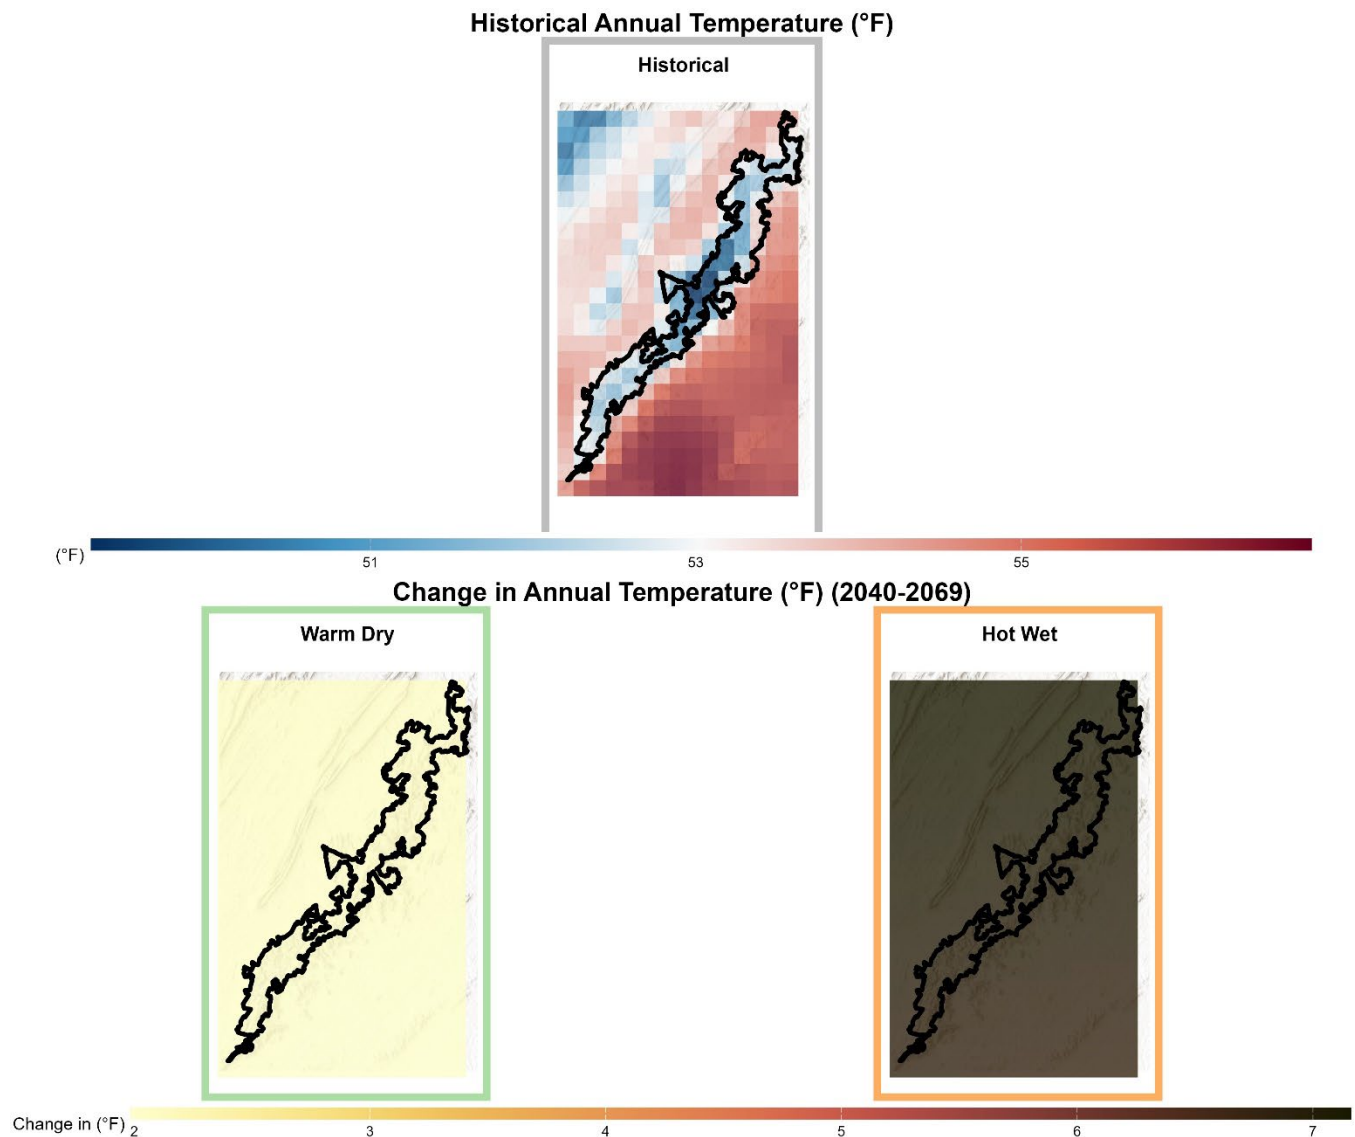 Historical Annual Temperature (°F)
Historical
(°F)
51
53
55
Change in Annual Temperature (°F) (2040-2069)
Warm Dry
Hot Wet
Change in (°F)
2
3
4
5
6
7